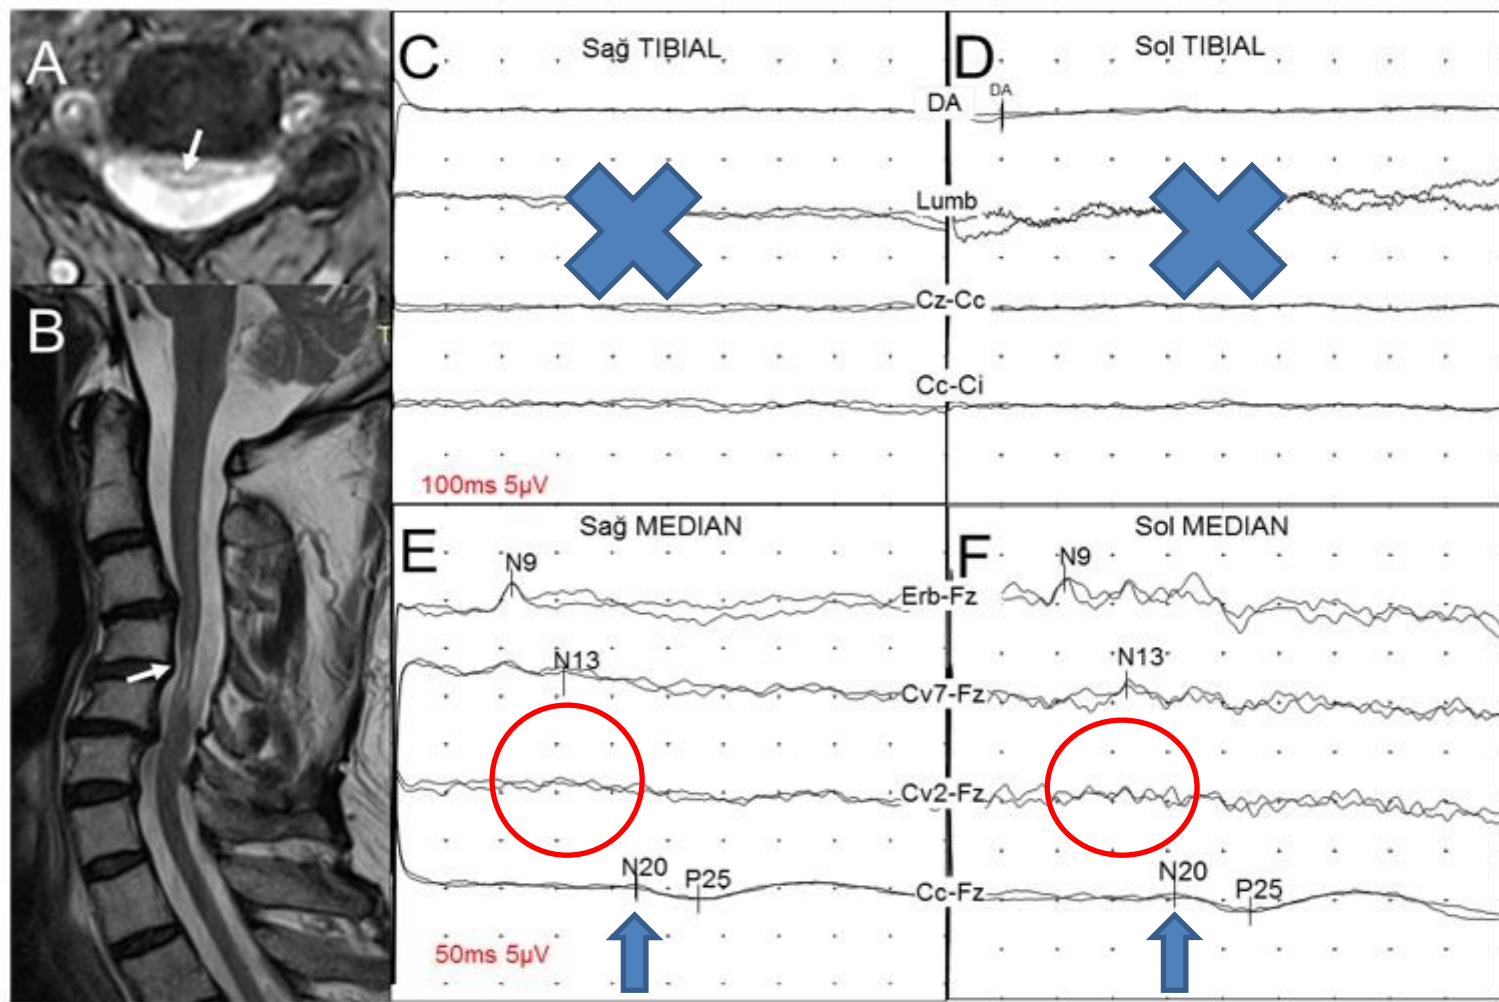 A
B
T
C
Sağ TIBIAL
D
Sol TIBIAL
DA
DA
Lumb
Cz-Cc
Cc-Ci
100ms 5µV
E
Sağ MEDIAN
F
Sol MEDIAN
N9
N9
Erb-Fz
N13
N13
Cv7-Fz
Cv2-Fz
N20
P25
Cc-Fz
N20
P25
50ms 5µV